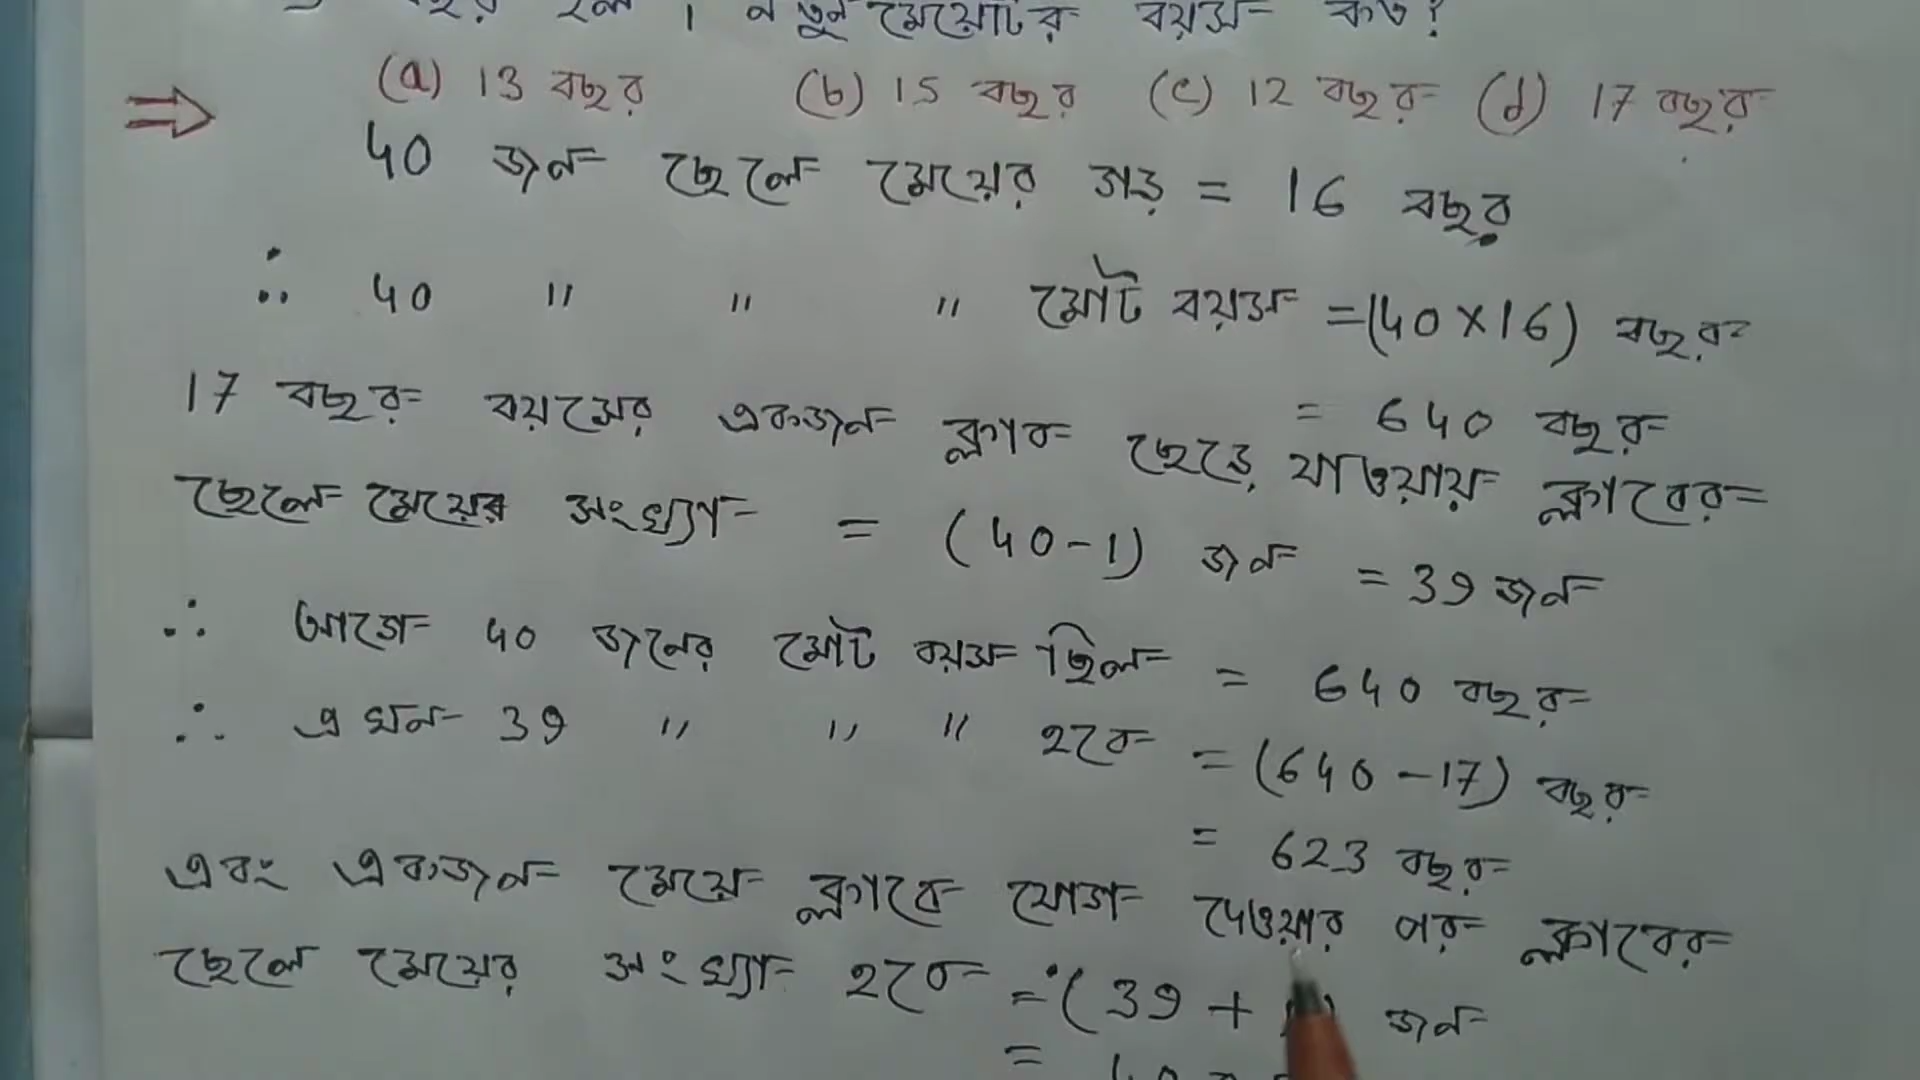 নতুন মেয়েটির বয়স কত?
(a) 13 বছর (b) 15 বছর (c) 12 বছর (d) 17 বছর
⇒ 40 জন ছেলে মেয়ের গড় = 16 বছর
∴ 40 " " " মোট বয়স = (40 × 16) বছর
= 640 বছর
17 বছর বয়সের একজন ক্লাব ছেড়ে যাওয়ায় ক্লাবের
ছেলে মেয়ের সংখ্যা = (40 - 1) জন = 39 জন
∴ আগে 40 জনের মোট বয়স ছিল = 640 বছর
∴ এখন 39 " " " হবে = (640 - 17) বছর
= 623 বছর
এবং একজন মেয়ে ক্লাবে যোগ দেওয়ার পর ক্লাবের
ছেলে মেয়ের সংখ্যা হবে = (39 + জন
= 40